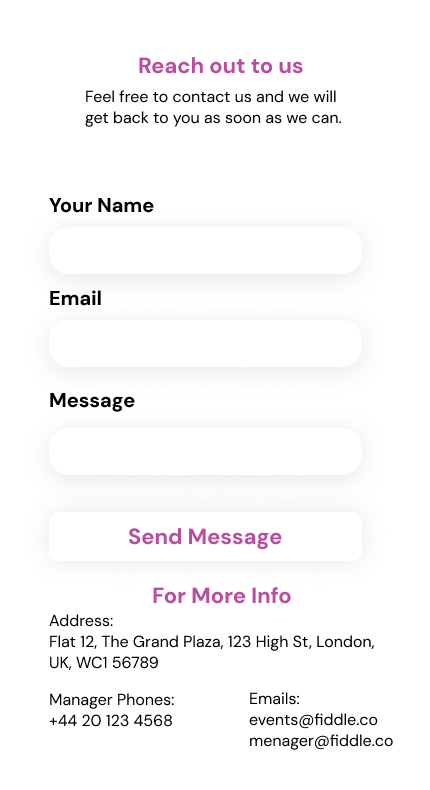 Reach out to us
Feel free to contact us and we will
get back to you as soon as we can.
Your Name
Email
Message
Send Message
For More Info
Address:
Flat 12, The Grand Plaza, 123 High St, London,
UK, WC1 56789
Manager Phones:
+44 20 123 4568
Emails:
events@fiddle.co
menager@fiddle.co